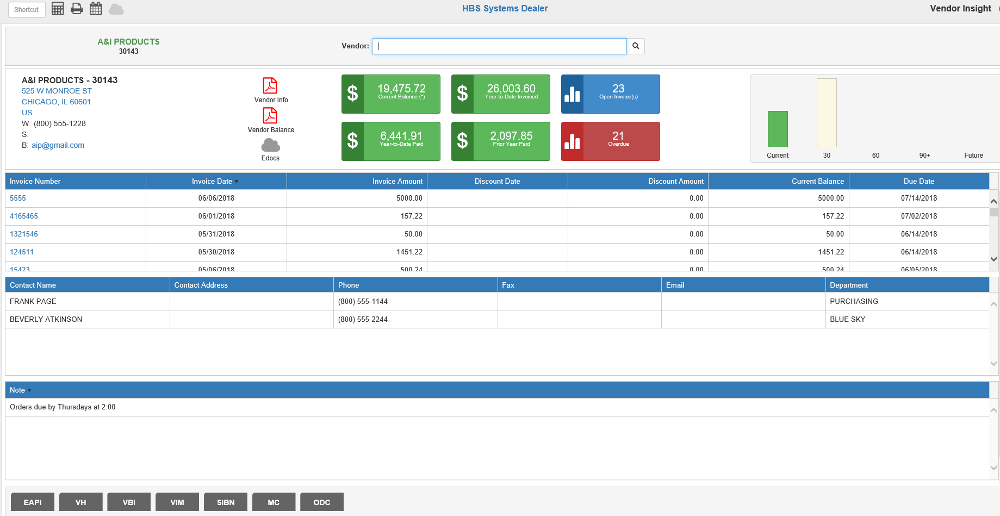 Shortcut
HBS Systems Dealer
Vendor Insight
A&I PRODUCTS
30143
Vendor:
A&I PRODUCTS - 30143
525 W MONROE ST
CHICAGO, IL 60601
US
W: (800) 555-1228
S:
B: aip@gmail.com
Vendor Info
Vendor Balance
Edocs
$ 19,475.72
Current Balance (*)
$ 26,003.60
Year-to-Date Invoiced
23
Open Invoice(s)
$ 6,441.91
Year-to-Date Paid
$ 2,097.85
Prior Year Paid
21
Overdue
Current 30 60 90+ Future
Invoice Number Invoice Date Invoice Amount Discount Date Discount Amount Current Balance Due Date
5555 06/06/2018 5000.00 0.00 5000.00 07/14/2018
4165465 06/01/2018 157.22 0.00 157.22 07/02/2018
1321546 05/31/2018 50.00 0.00 50.00 06/14/2018
124511 05/30/2018 1451.22 0.00 1451.22 06/14/2018
15423 05/06/2018 500.24 0.00 500.24 06/05/2018
Contact Name Contact Address Phone Fax Email Department
FRANK PAGE (800) 555-1144 PURCHASING
BEVERLY ATKINSON (800) 555-2244 BLUE SKY
Note
Orders due by Thursdays at 2:00
EAPI VH VBI VIM SIBN MC ODC